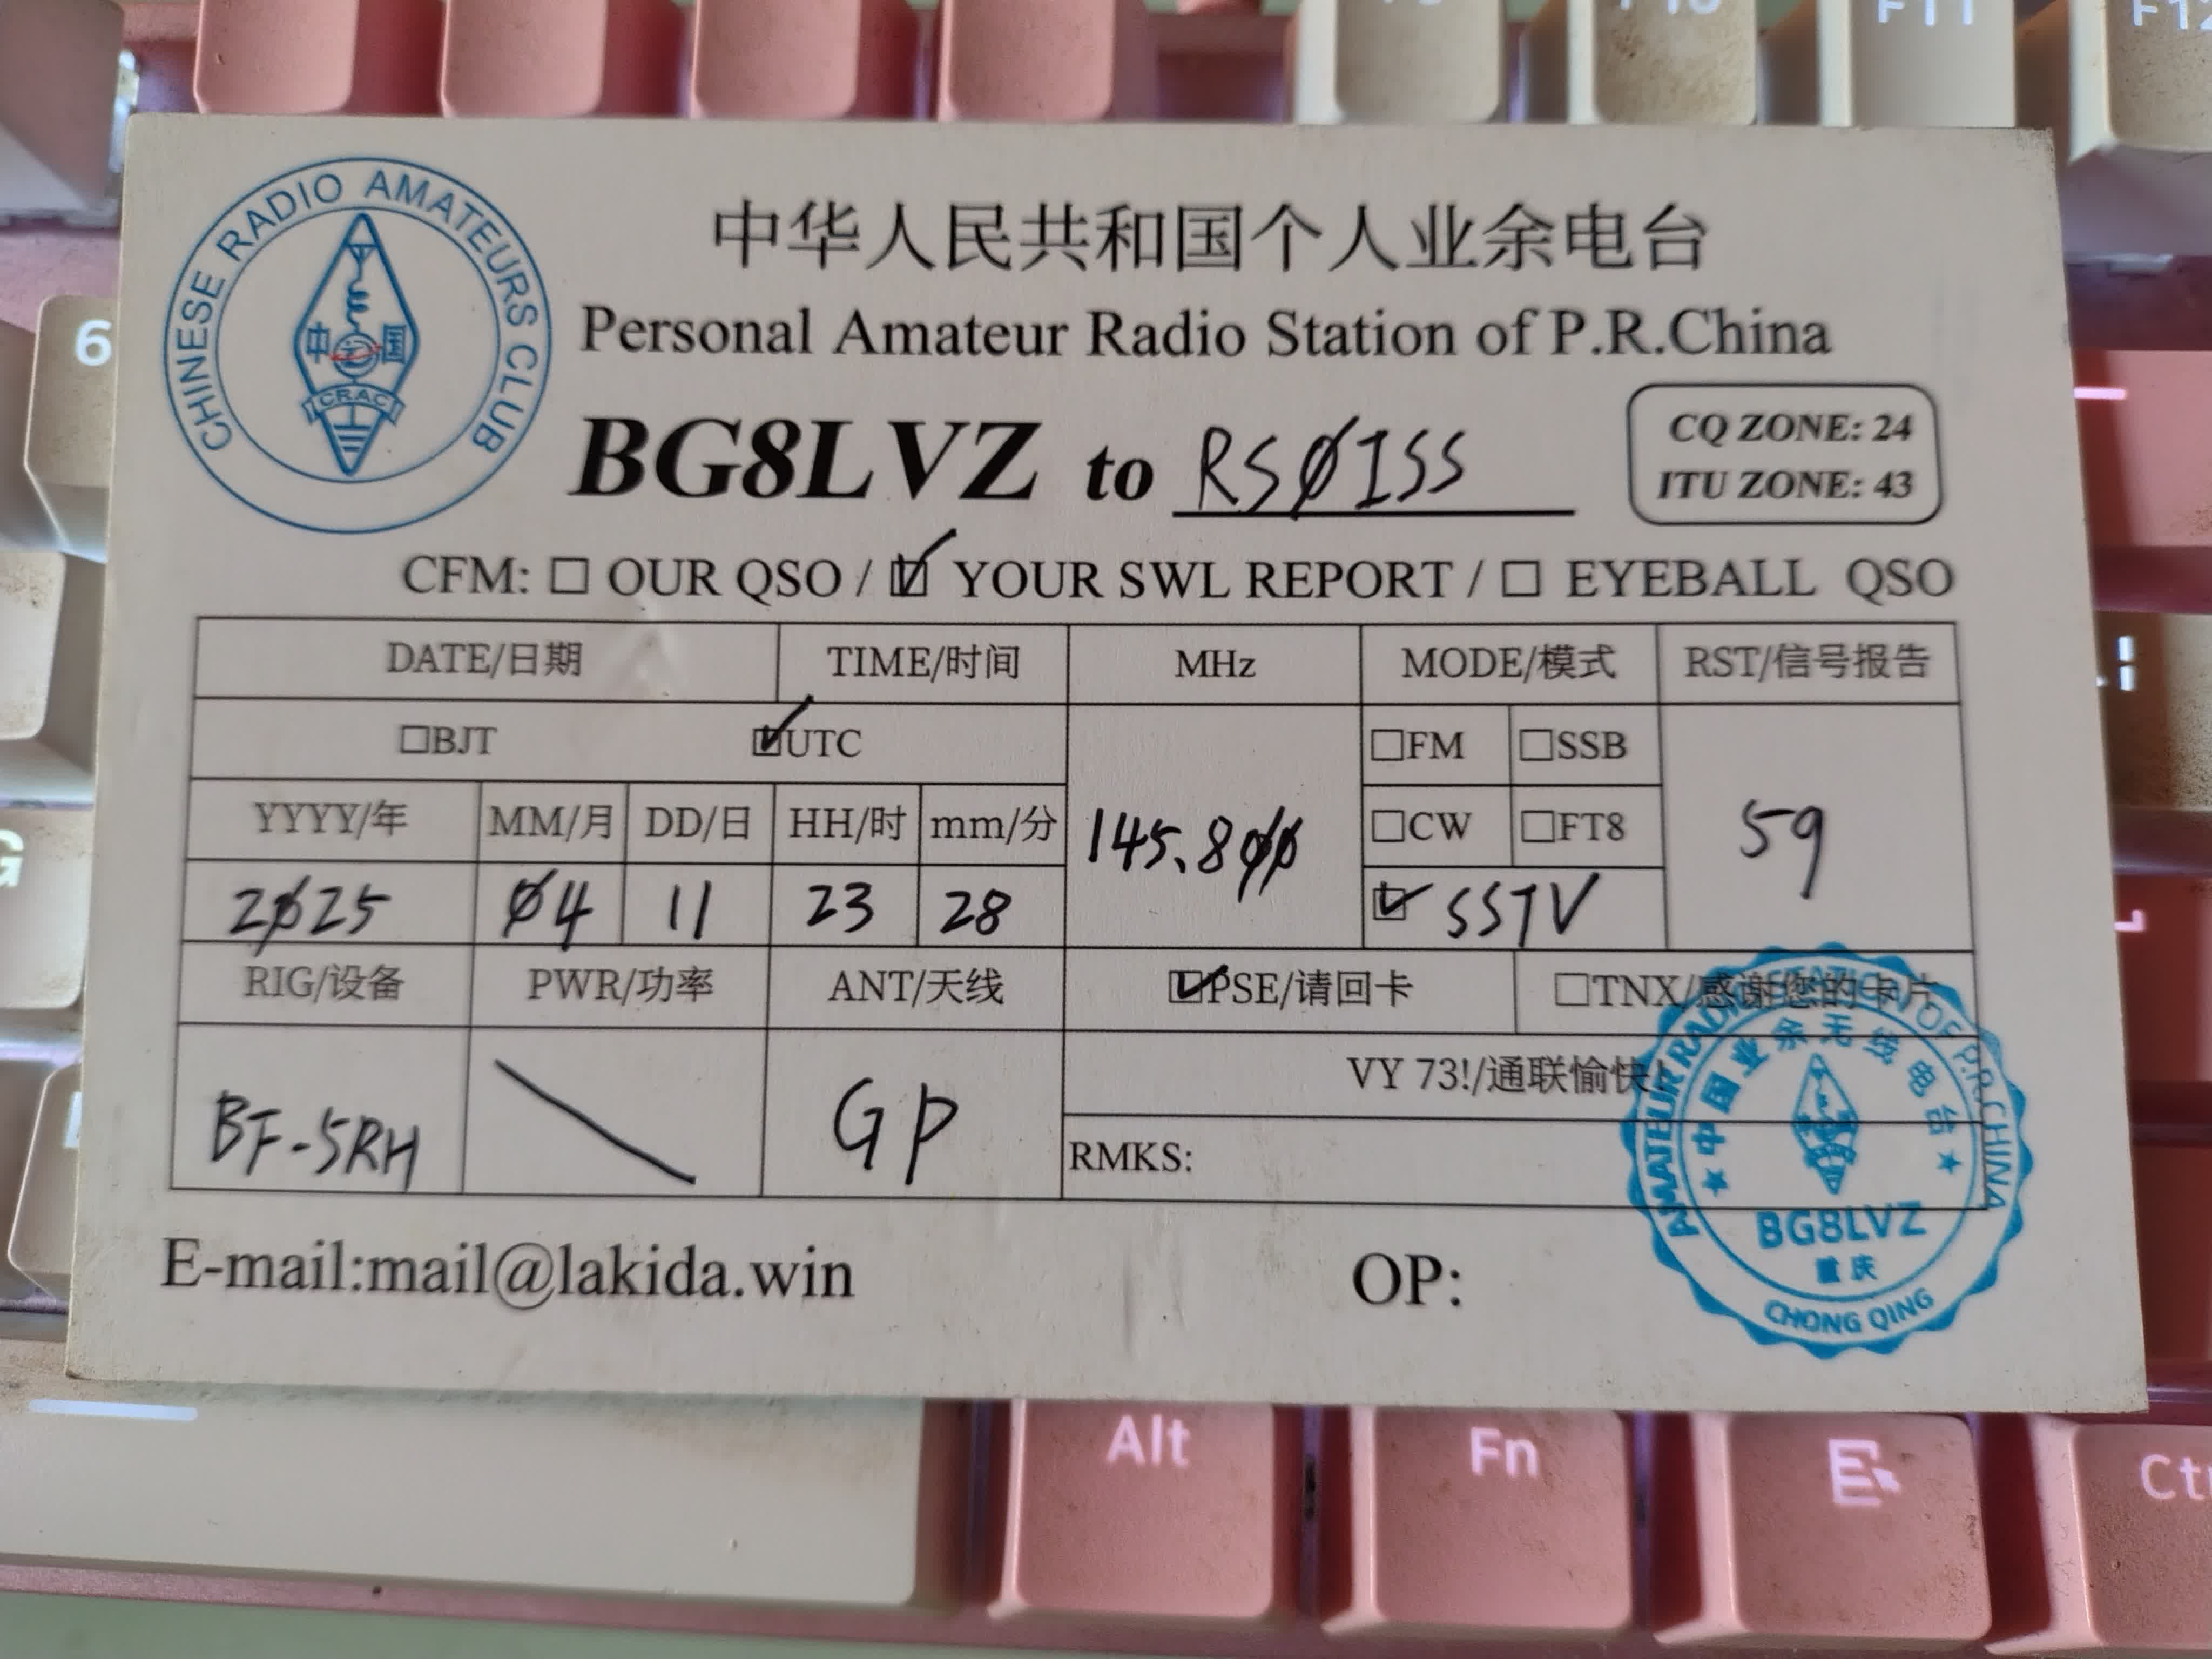 F10
F11
F12
6
G
CHINESE RADIO AMATEURS CLUB
中国
CRAC
中华人民共和国个人业余电台
Personal Amateur Radio Station of P.R.China
BG8LVZ to RSØISS
CQ ZONE: 24
ITU ZONE: 43
CFM: ☐ OUR QSO / ☑ YOUR SWL REPORT / ☐ EYEBALL QSO
DATE/日期 TIME/时间 MHz MODE/模式 RST/信号报告
☐BJT ☑UTC
☐FM ☐SSB
YYYY/年 MM/月 DD/日 HH/时 mm/分
145.8ØØ
☐CW ☐FT8
59
2Ø25 Ø4 11 23 28
☑ SSTV
RIG/设备 PWR/功率 ANT/天线 ☑PSE/请回卡 ☐TNX/感谢您的卡片
BF-5RH \ GP
VY 73!/通联愉快!
RMKS:
E-mail:mail@lakida.win OP:
AMATEUR RADIO STATION OF P.R.CHINA
★中国业余无线电台★
BG8LVZ
重庆
CHONG QING
Alt
Fn